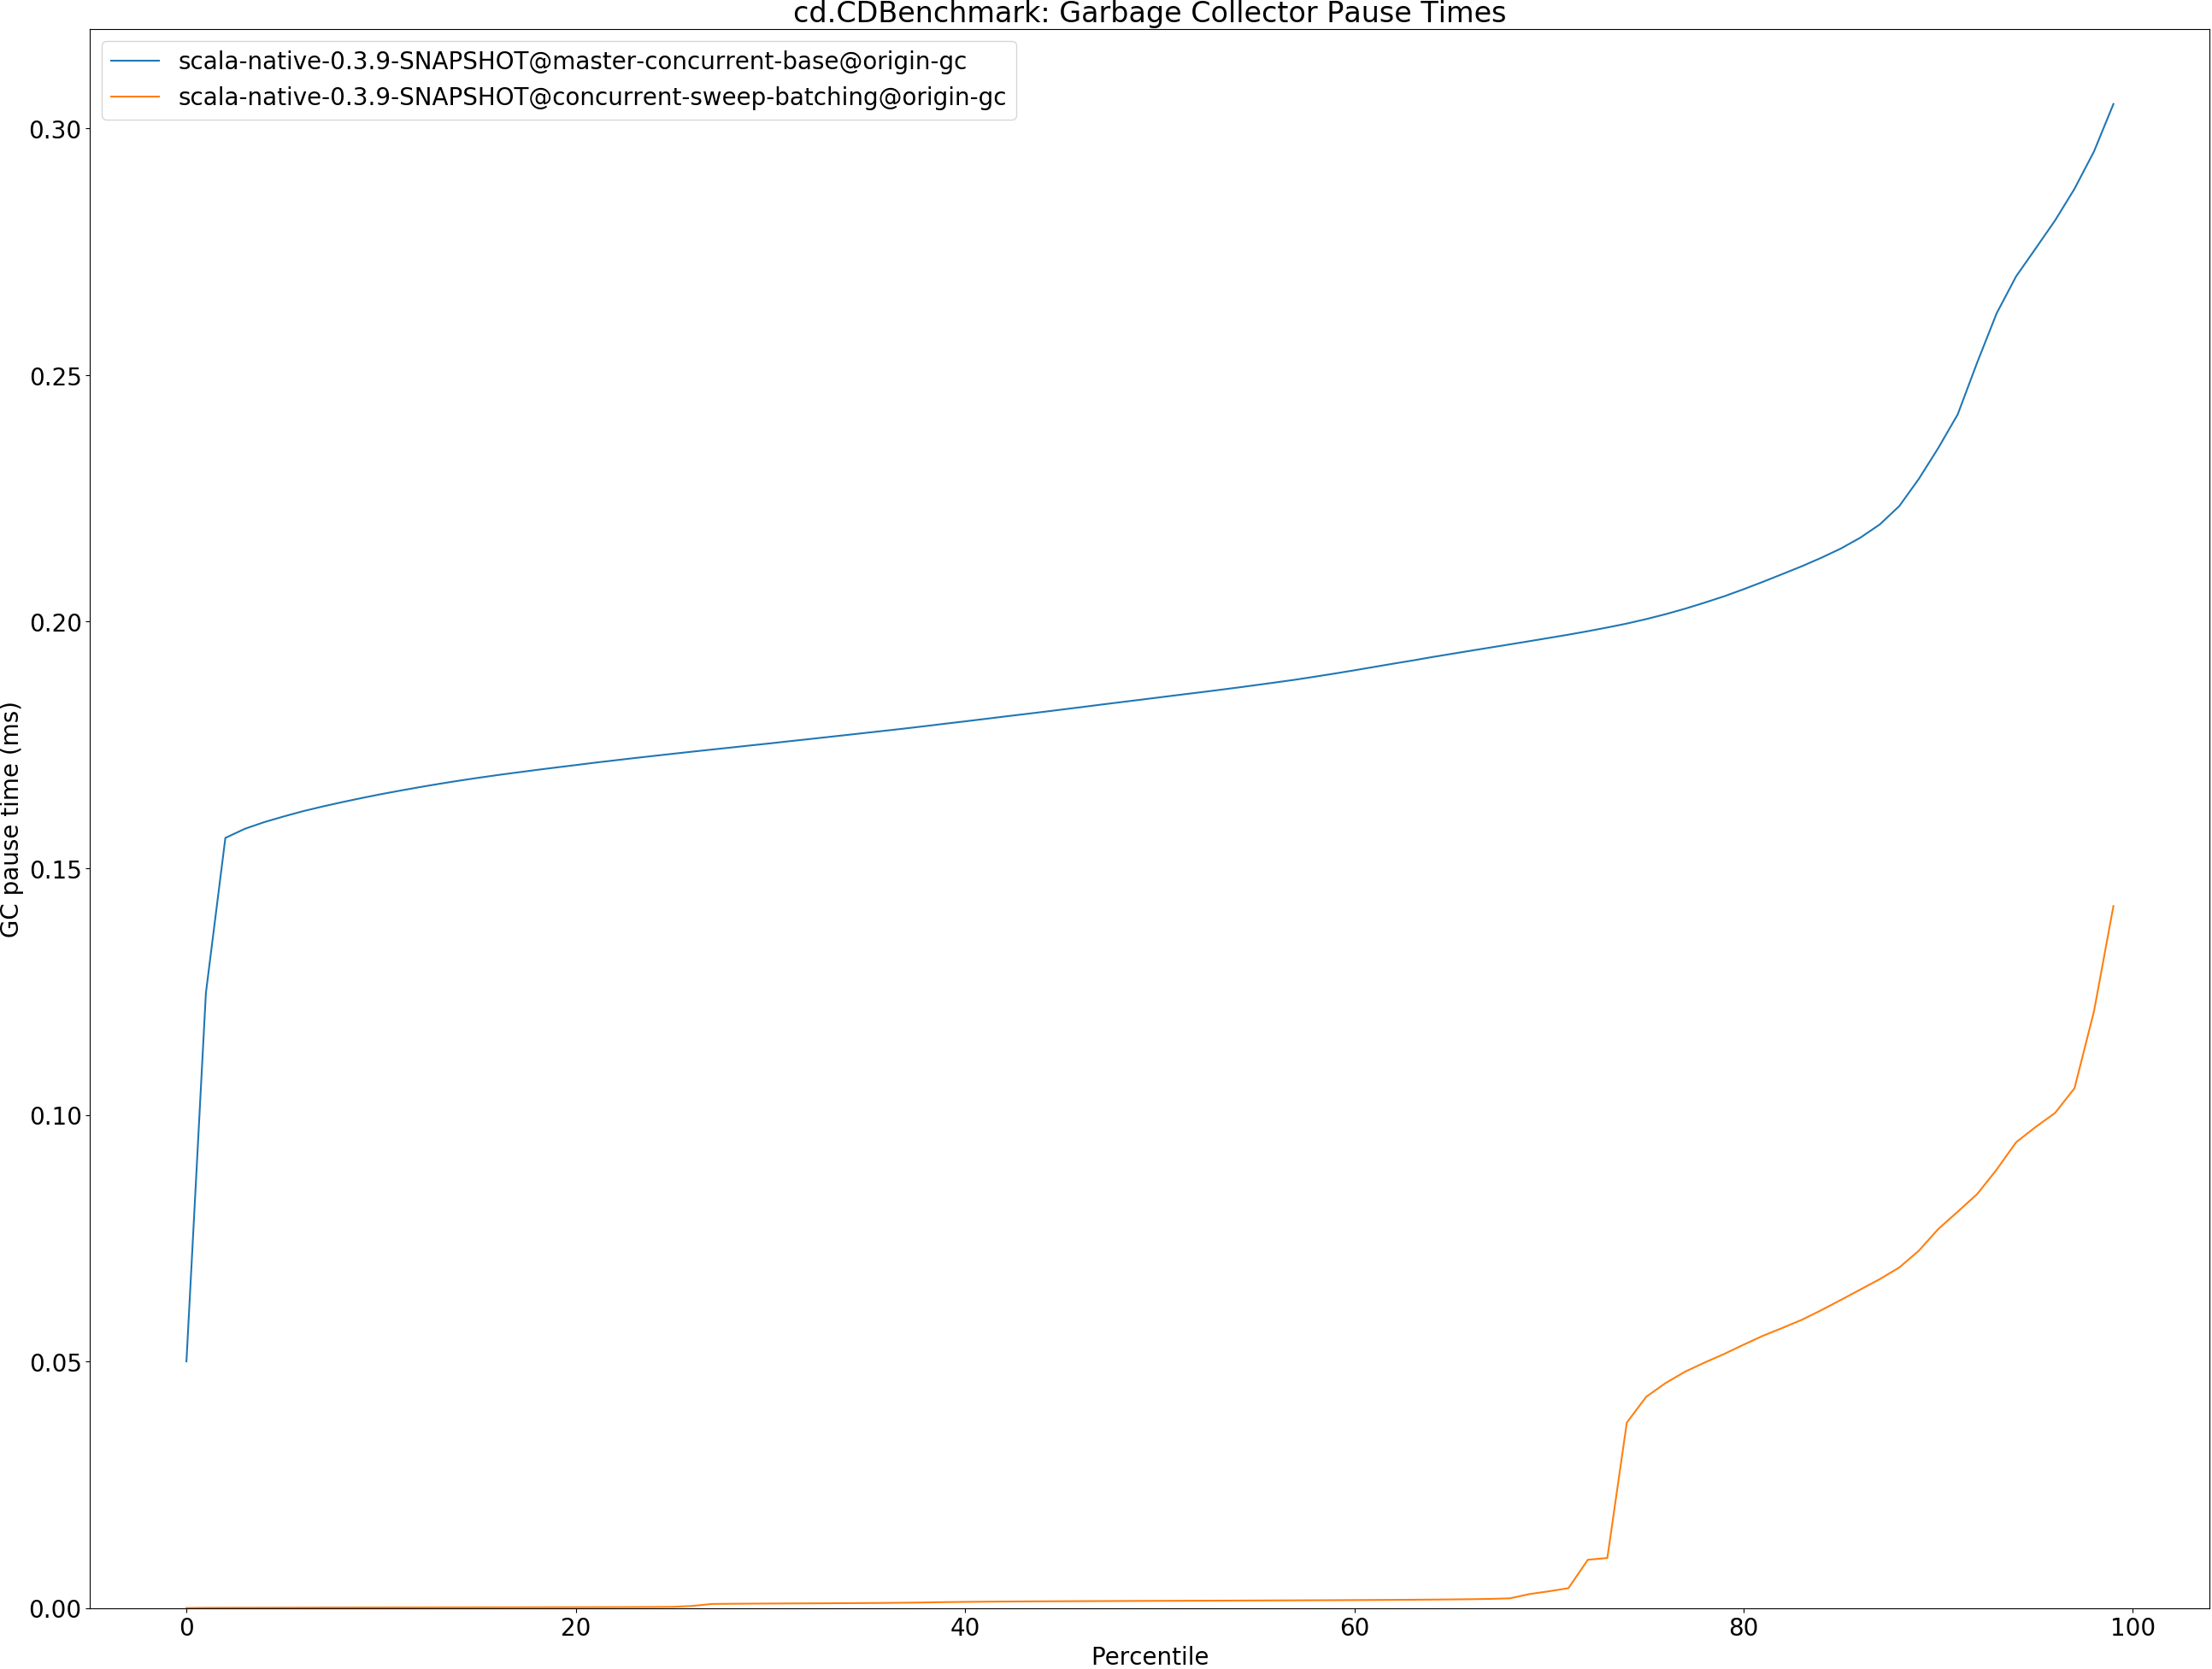 cd.CDBenchmark: Garbage Collector Pause Times
scala-native-0.3.9-SNAPSHOT@master-concurrent-base@origin-gc
scala-native-0.3.9-SNAPSHOT@concurrent-sweep-batching@origin-gc
0.30
0.25
0.20
0.15
0.10
0.05
0.00
GC pause time (ms)
0 20 40 60 80 100
Percentile